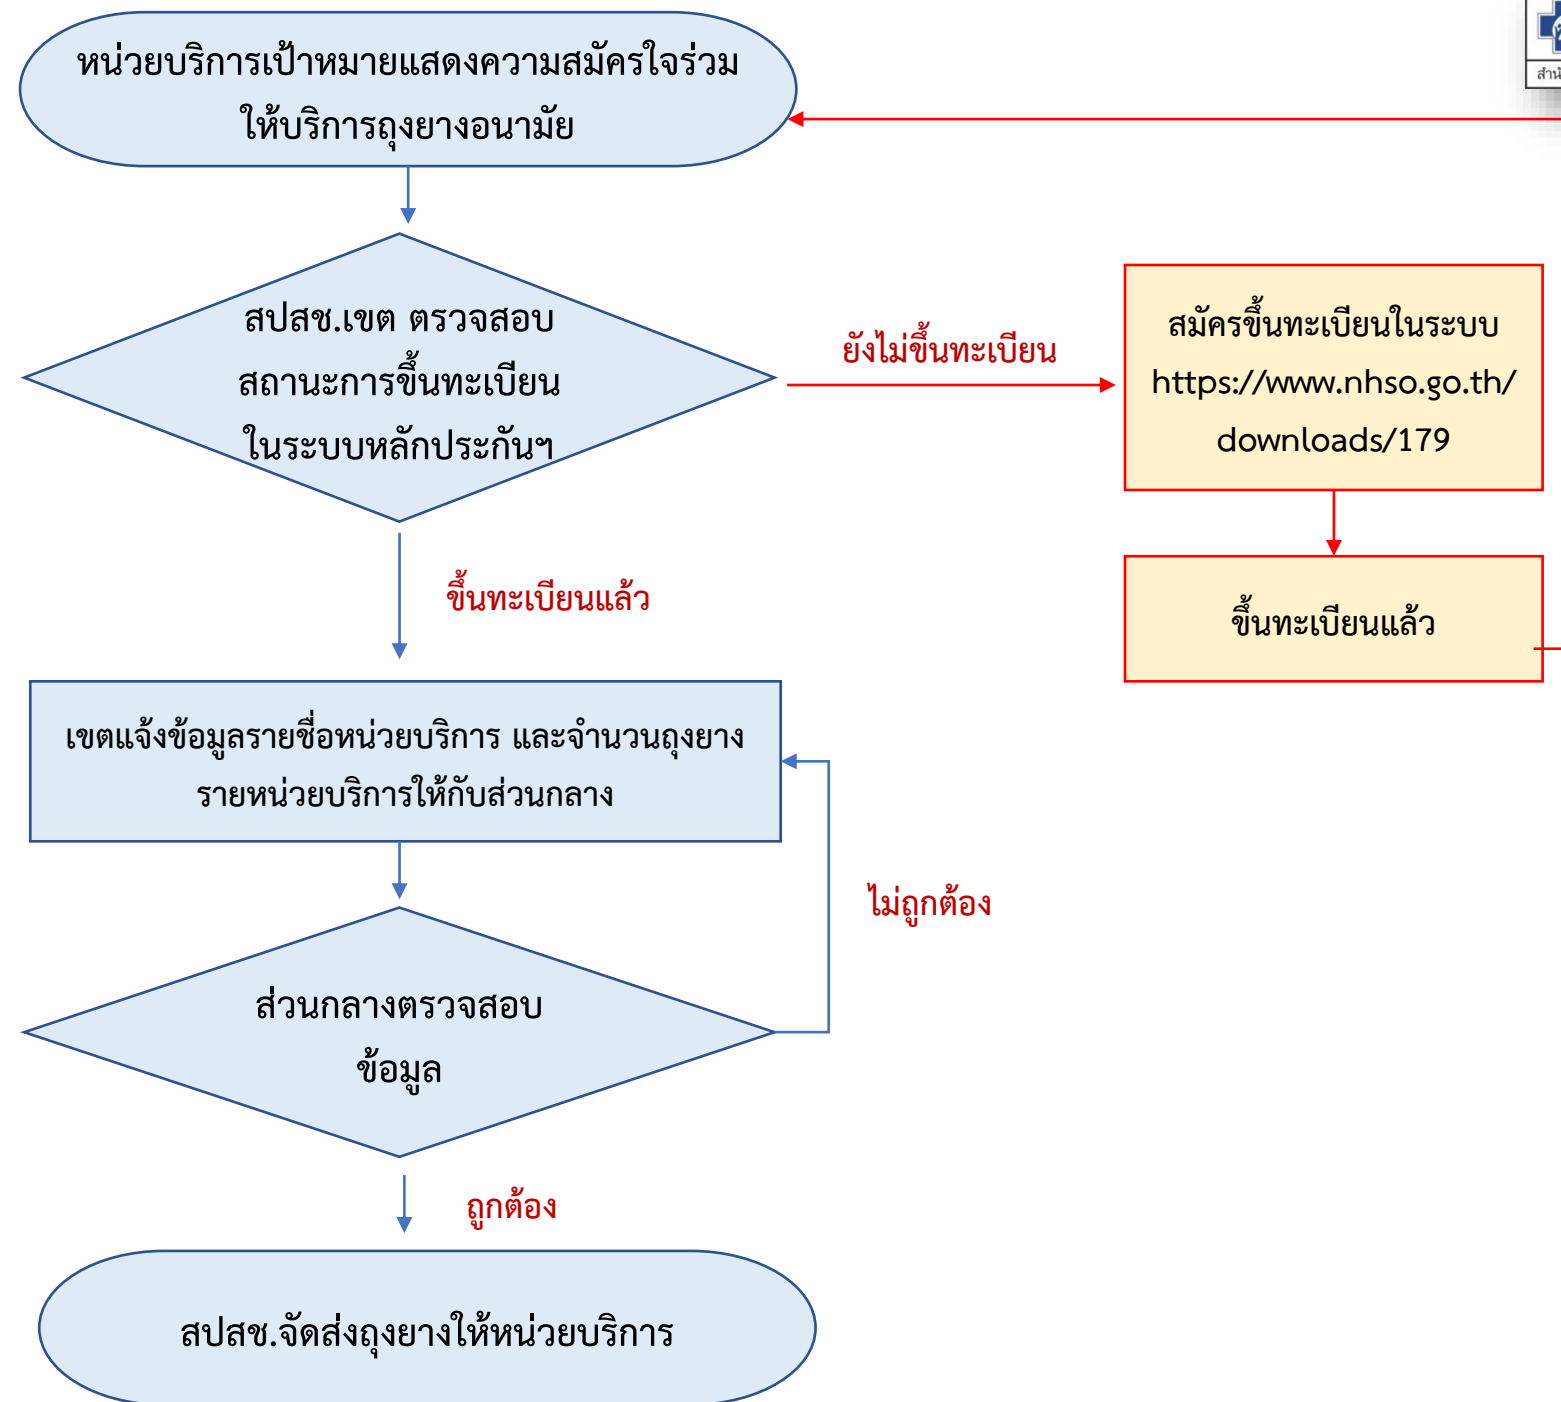 หน่วยบริการเป้าหมายแสดงความสมัครใจร่วม
ให้บริการถุงยางอนามัย
สปสช.เขต ตรวจสอบ
สถานะการขึ้นทะเบียน
ในระบบหลักประกันฯ
ยังไม่ขึ้นทะเบียน
สมัครขึ้นทะเบียนในระบบ
https://www.nhso.go.th/
downloads/179
ขึ้นทะเบียนแล้ว
ขึ้นทะเบียนแล้ว
เขตแจ้งข้อมูลรายชื่อหน่วยบริการ และจำนวนถุงยาง
รายหน่วยบริการให้กับส่วนกลาง
ไม่ถูกต้อง
ส่วนกลางตรวจสอบ
ข้อมูล
ถูกต้อง
สปสช.จัดส่งถุงยางให้หน่วยบริการ